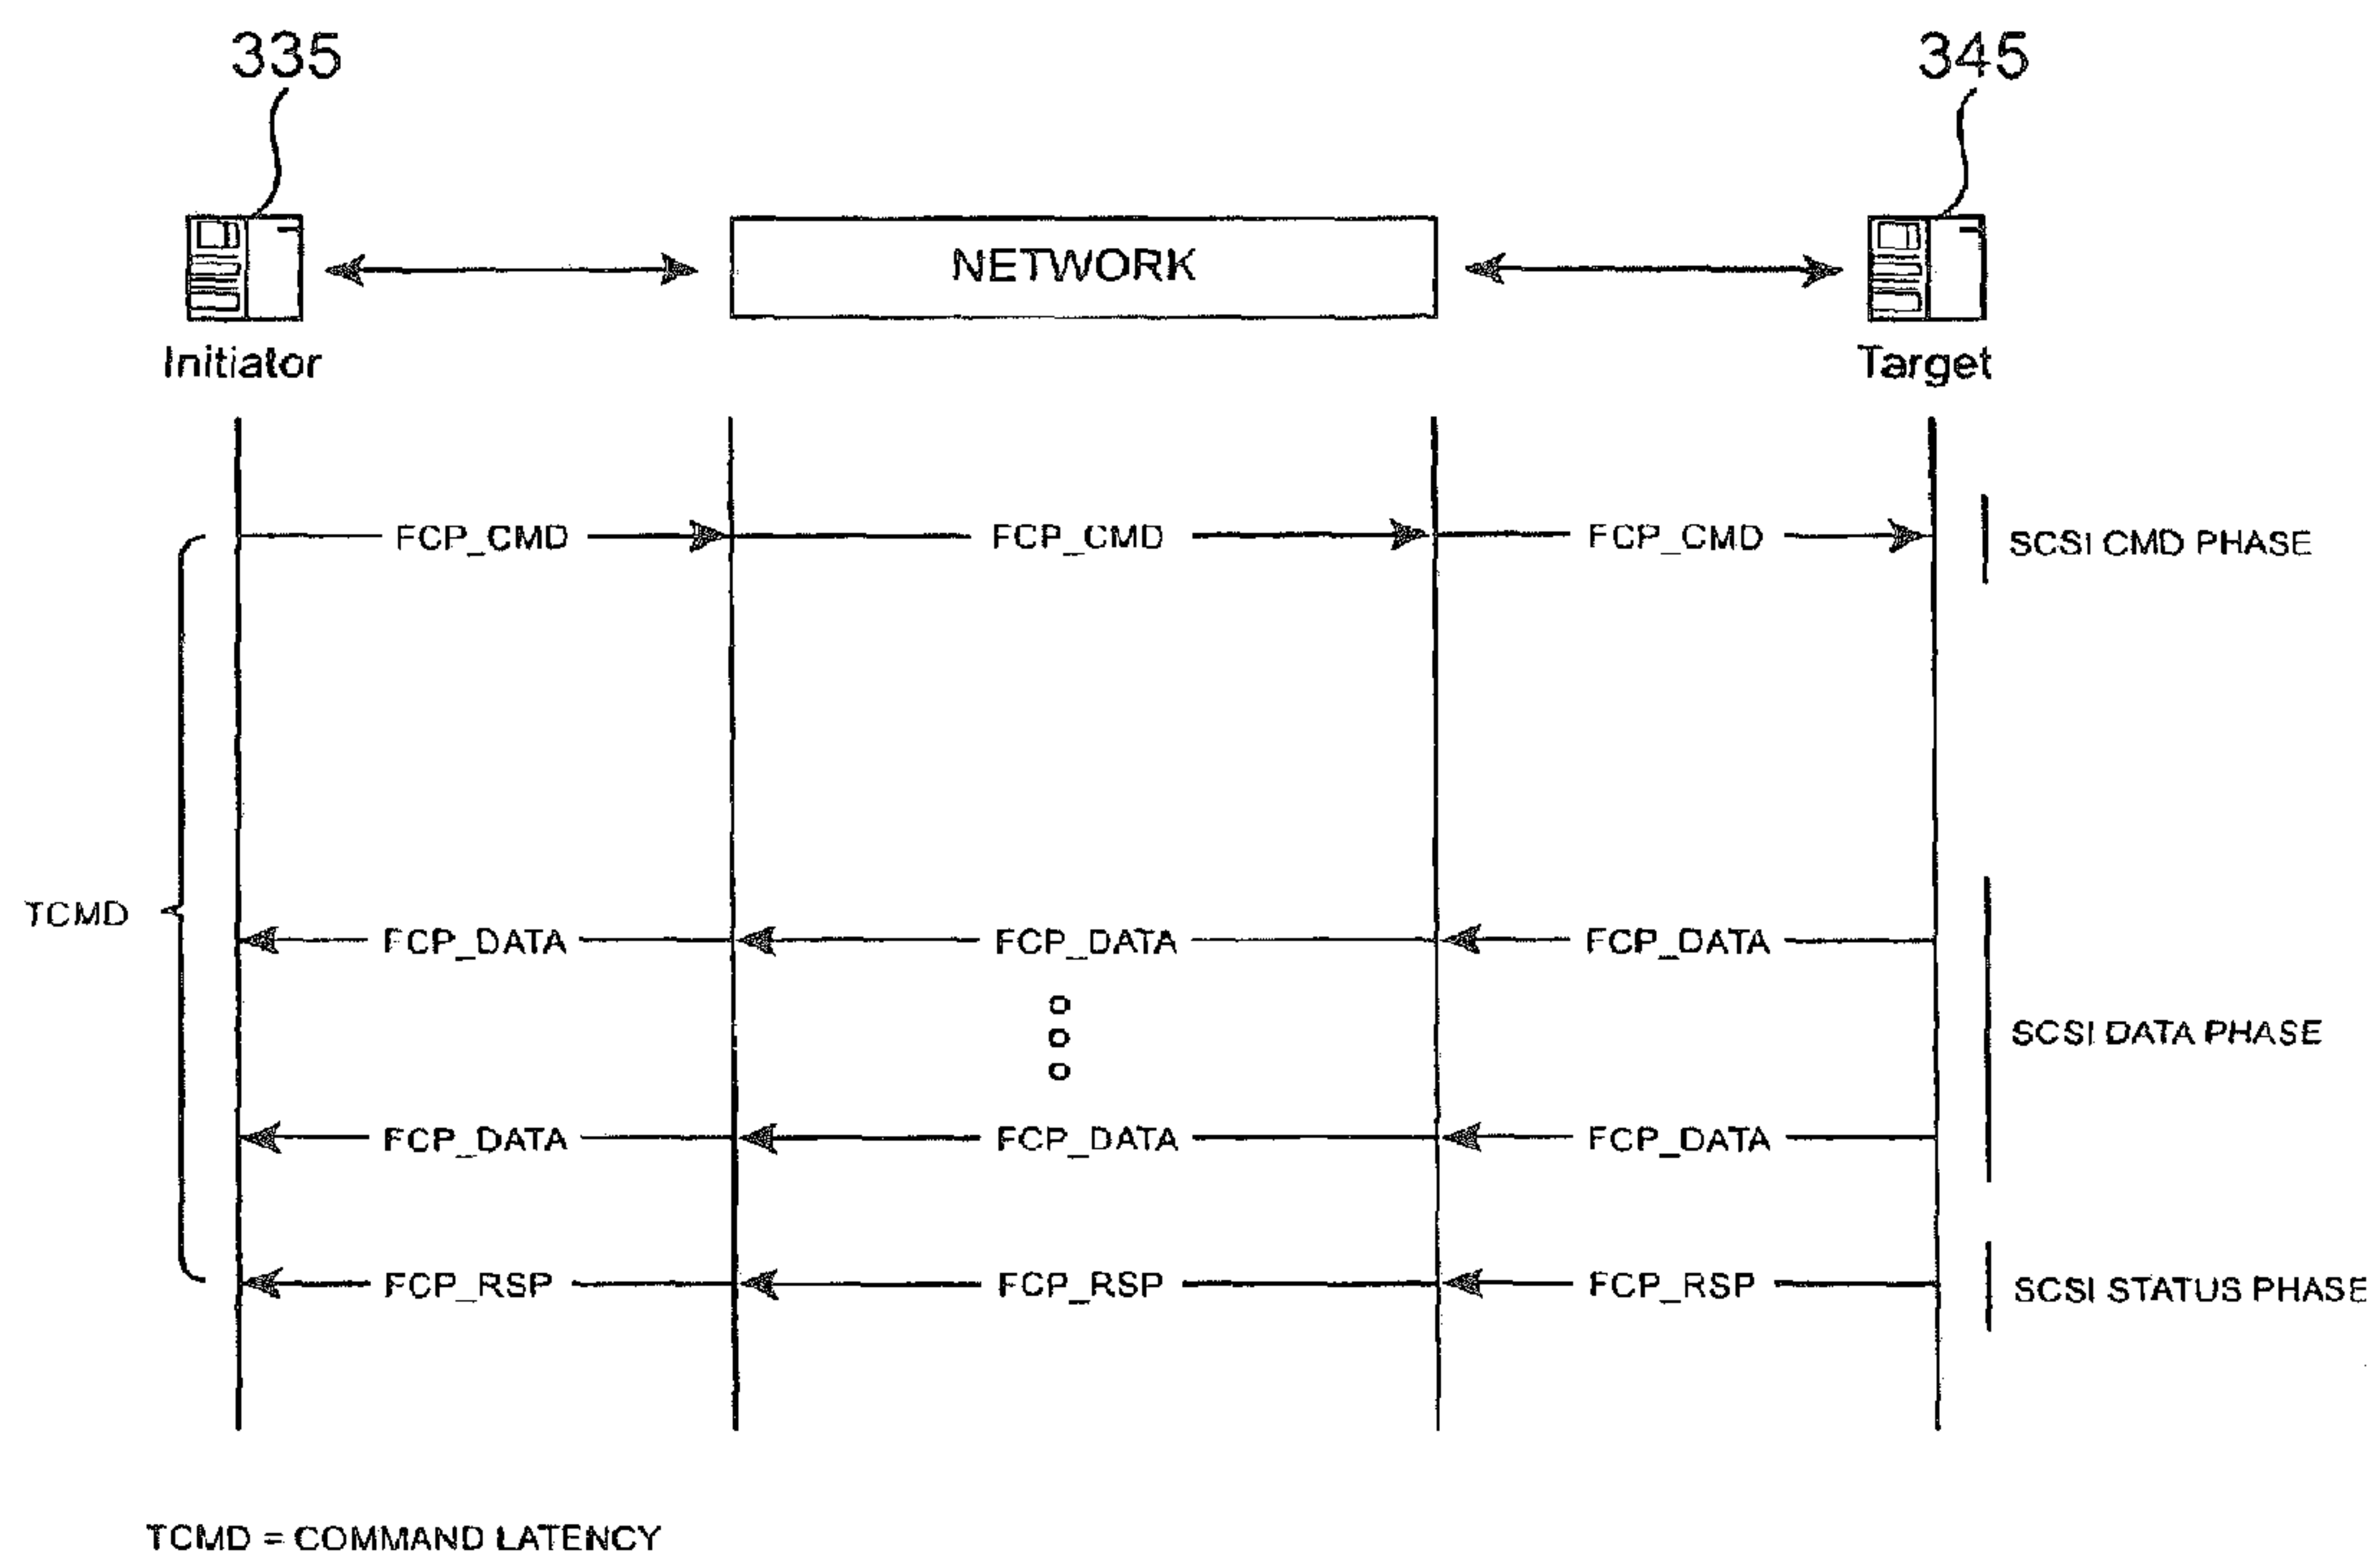 335
345
NETWORK
Initiator
Target
FCP_CMD FCP_CMD FCP_CMD
SCSI CMD PHASE
TCMD
FCP_DATA FCP_DATA FCP_DATA
SCSI DATA PHASE
FCP_DATA FCP_DATA FCP_DATA
FCP_RSP FCP_RSP FCP_RSP
SCSI STATUS PHASE
TCMD = COMMAND LATENCY